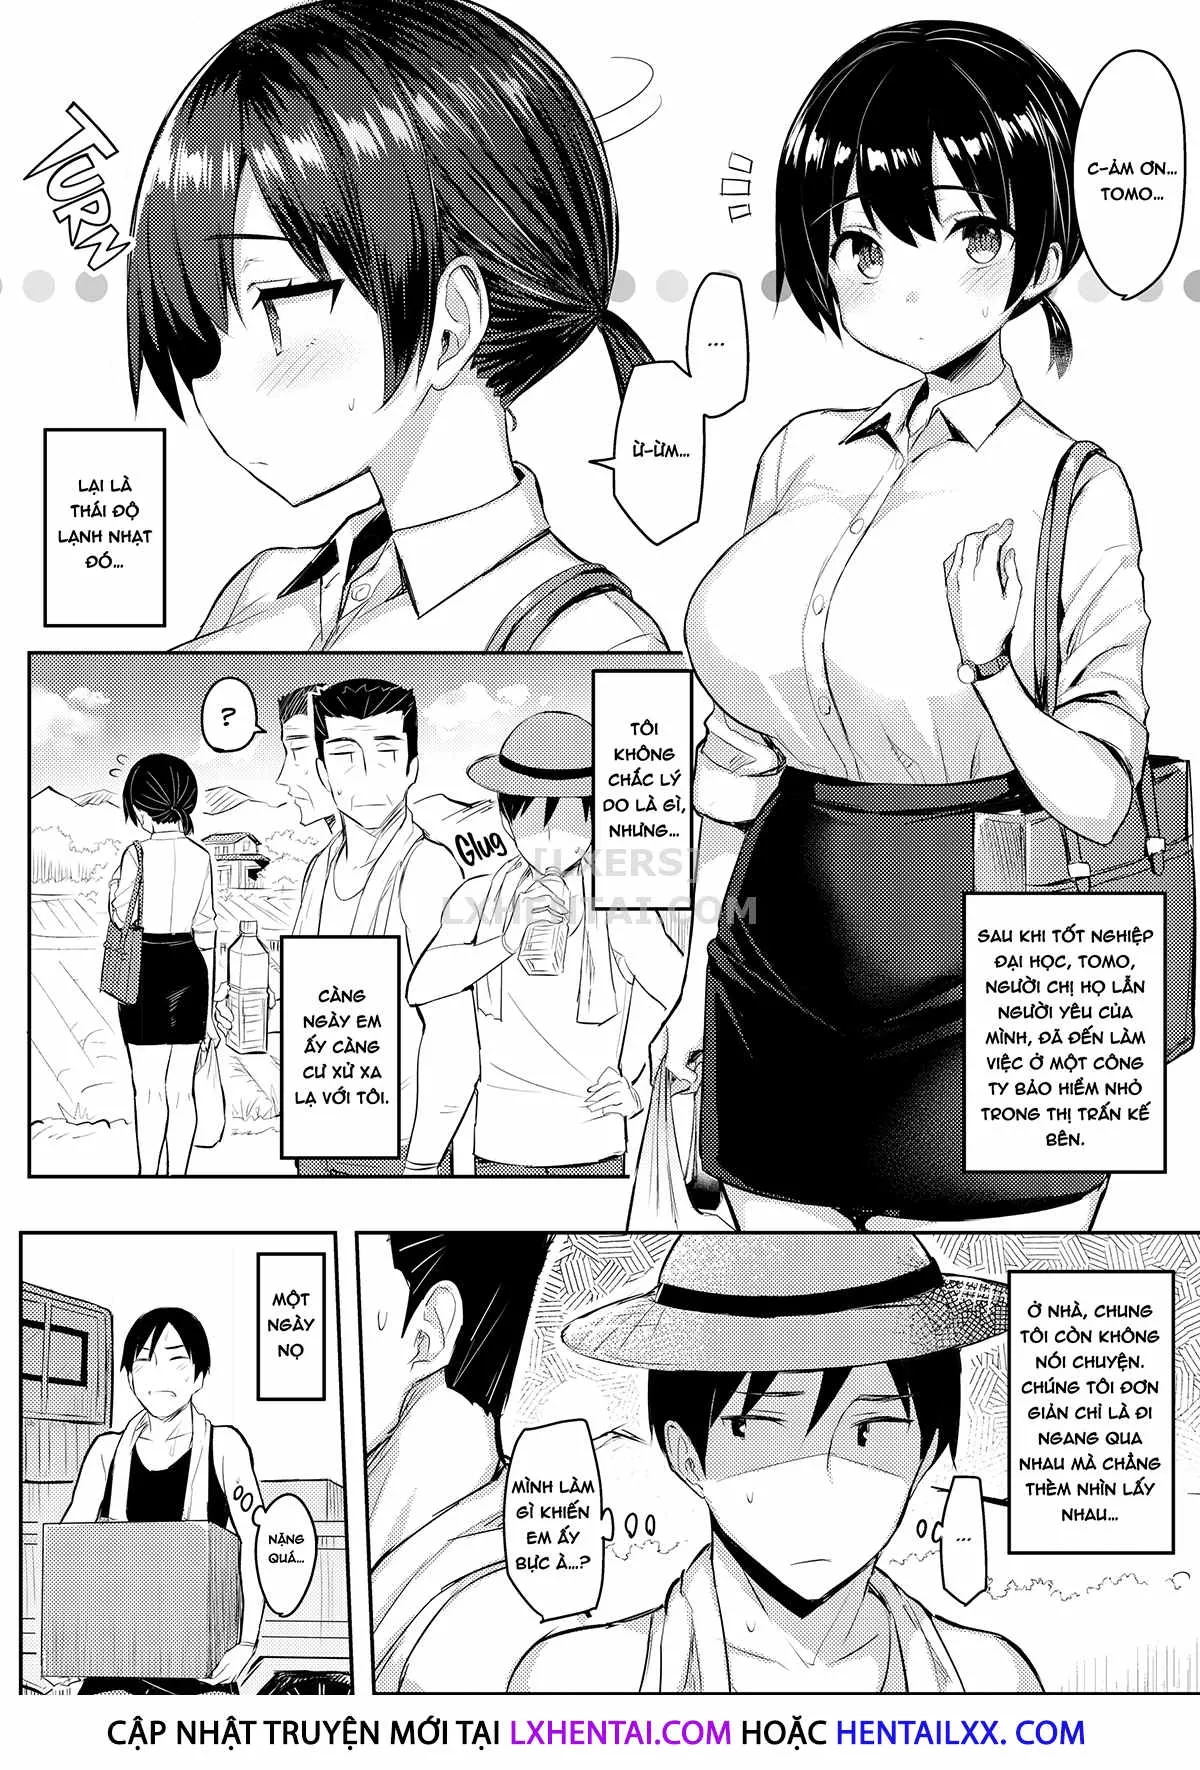 C-ẢM ƠN...
TOMO...
...
Ừ-ỪM...
TURN
LẠI LÀ
THÁI ĐỘ
LẠNH NHẠT
ĐÓ...
SAU KHI TỐT NGHIỆP
ĐẠI HỌC, TOMO,
NGƯỜI CHỊ HỌ LẪN
NGƯỜI YÊU CỦA
MÌNH, ĐÃ ĐẾN LÀM
VIỆC Ở MỘT CÔNG
TY BẢO HIỂM NHỎ
TRONG THỊ TRẤN KẾ
BÊN.
TÔI
KHÔNG
CHẮC LÝ
DO LÀ GÌ,
NHƯNG...
Glug
?
CÀNG
NGÀY EM
ẤY CÀNG
CƯ XỬ XA
LẠ VỚI TÔI.
[LXERS]
LXHENTAI.COM
Ở NHÀ, CHUNG
TÔI CÒN KHÔNG
NÓI CHUYỆN.
CHÚNG TÔI ĐƠN
GIẢN CHỈ LÀ ĐI
NGANG QUA
NHAU MÀ CHẲNG
THÈM NHÌN LẤY
NHAU...
...
MÌNH LÀM
GÌ KHIẾN
EM ẤY
BỰC À...?
MỘT
NGÀY
NỌ
NẶNG
QUÁ...
CẬP NHẬT TRUYỆN MỚI TẠI LXHENTAI.COM HOẶC HENTAILXX. COM